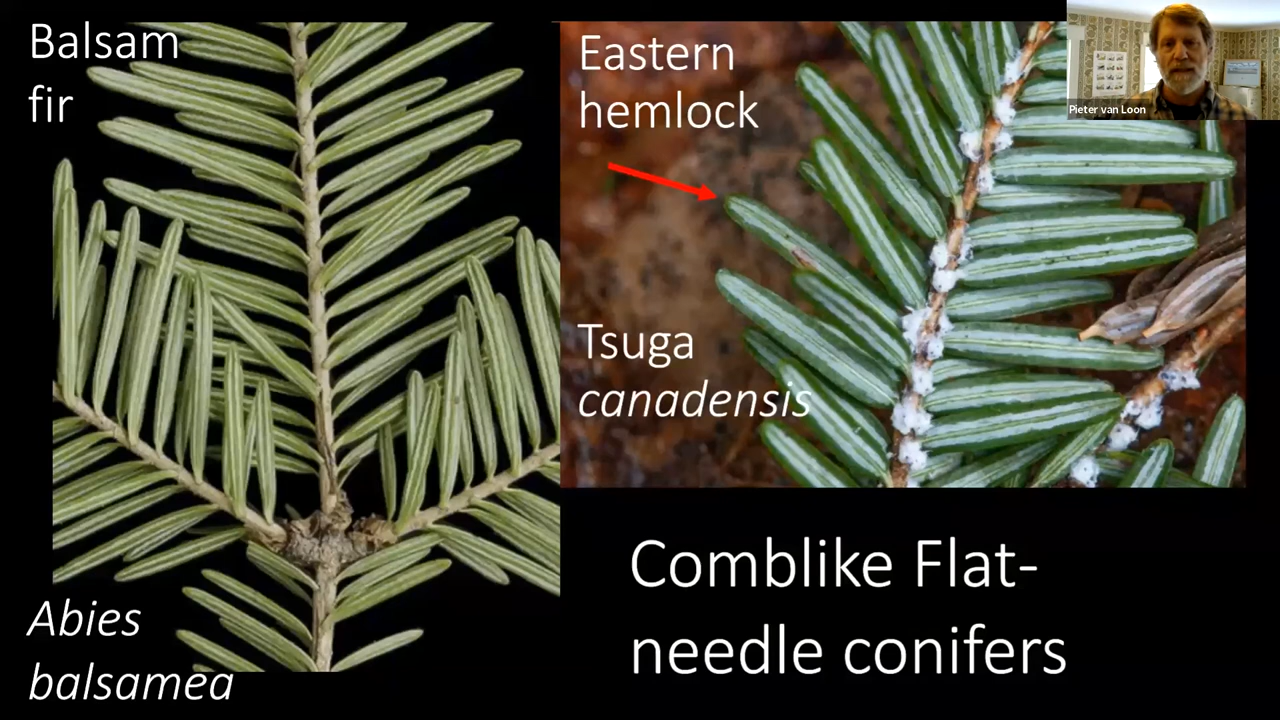 Balsam
fir
Eastern
hemlock
Pieter van Loon
Tsuga
canadensis
Comblike Flat-
needle conifers
Abies
balsamea